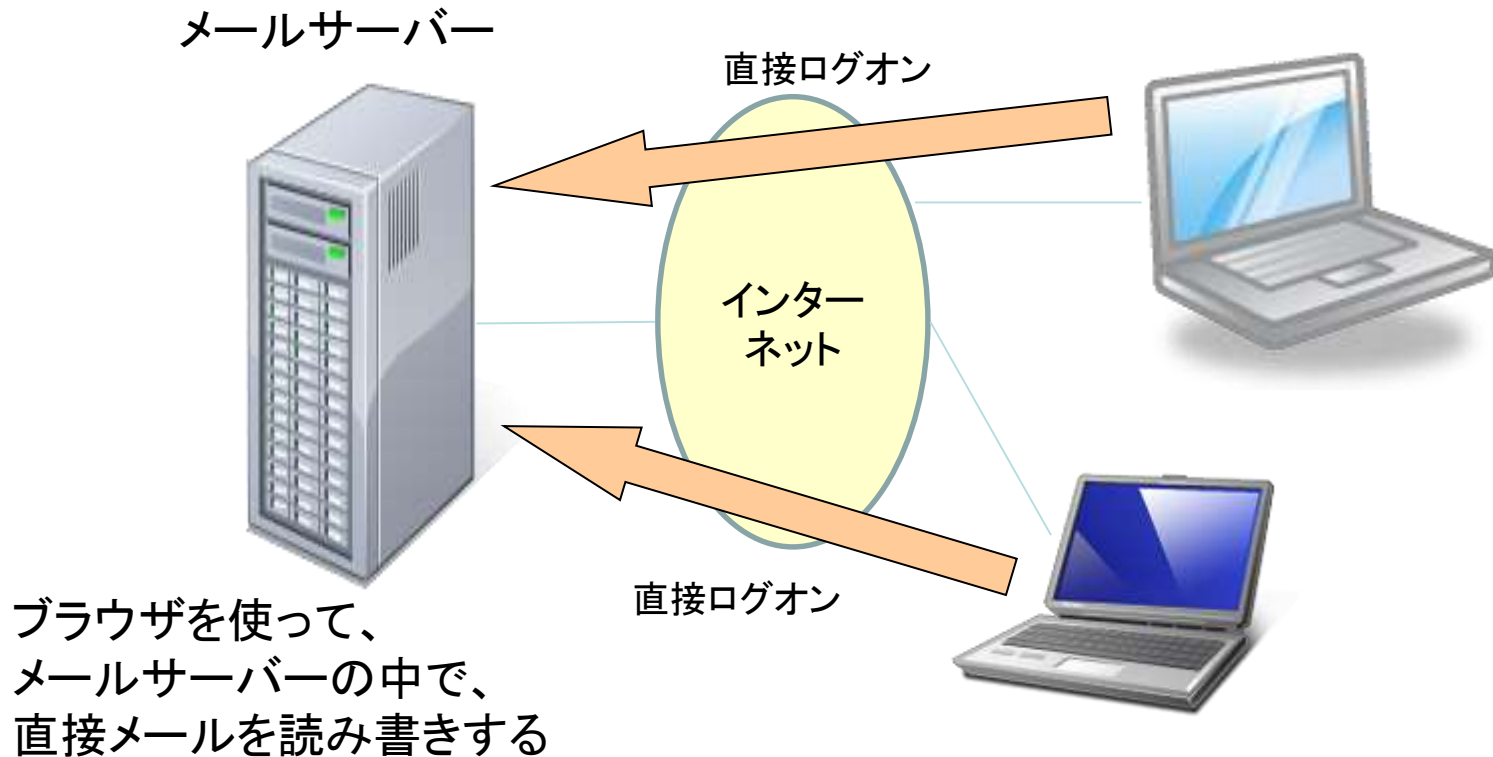 メールサーバー
直接ログオン
インター
ネット
直接ログオン
ブラウザを使って、
メールサーバーの中で、
直接メールを読み書きする